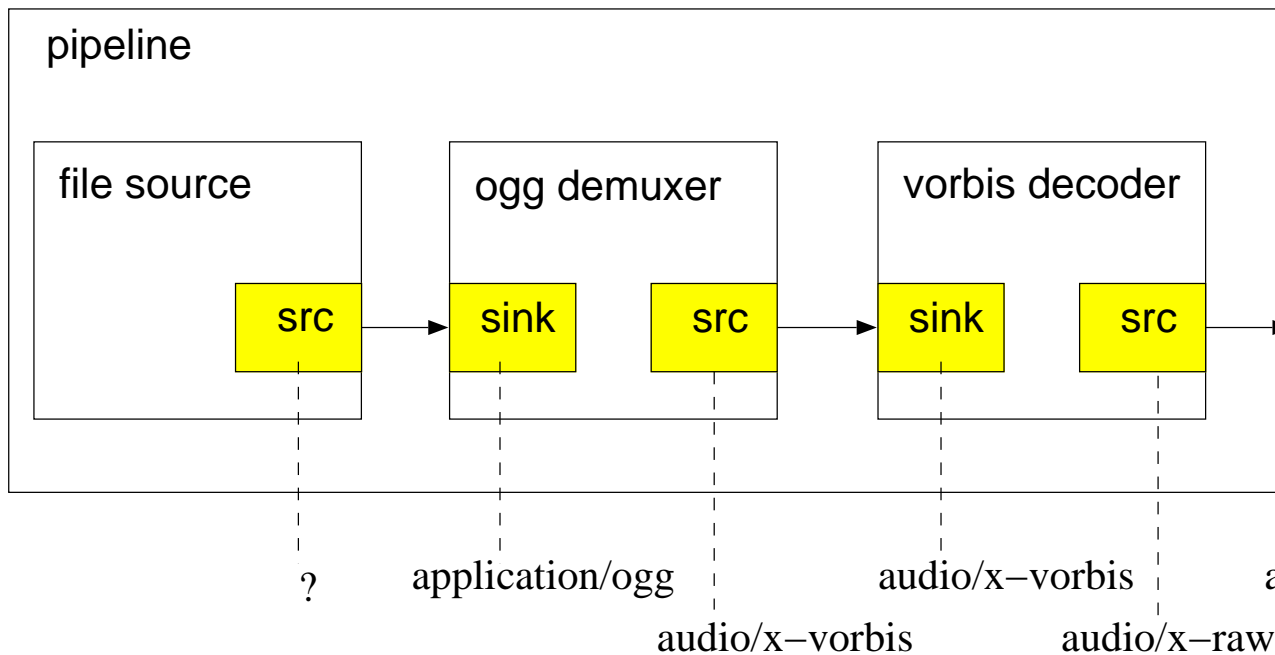 pipeline
file source
ogg demuxer
vorbis decoder
src
sink
src
sink
src
?
application/ogg
audio/x−vorbis
audio/x−vorbis
audio/x−raw